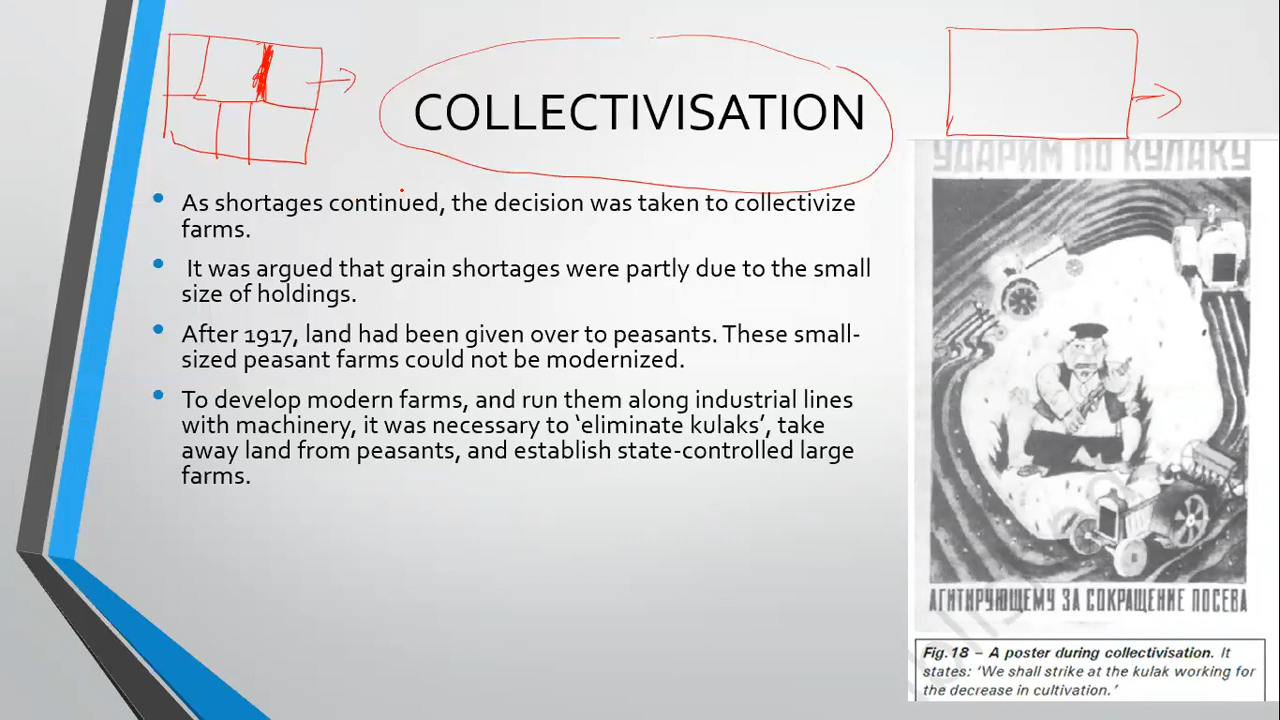 COLLECTIVISATION
As shortages continued, the decision was taken to collectivize
farms.
It was argued that grain shortages were partly due to the small
size of holdings.
After 1917, land had been given over to peasants. These small-
sized peasant farms could not be modernized.
To develop modern farms, and run them along industrial lines
with machinery, it was necessary to ‘eliminate kulaks’, take
away land from peasants, and establish state-controlled large
farms.
УДАРИМ ПО КУЛАКУ
АГИТИРУЮЩЕМУ ЗА СОКРАЩЕНИЕ ПОСЕВА
Fig. 18 – A poster during collectivisation. It
states: ‘We shall strike at the kulak working for
the decrease in cultivation.’